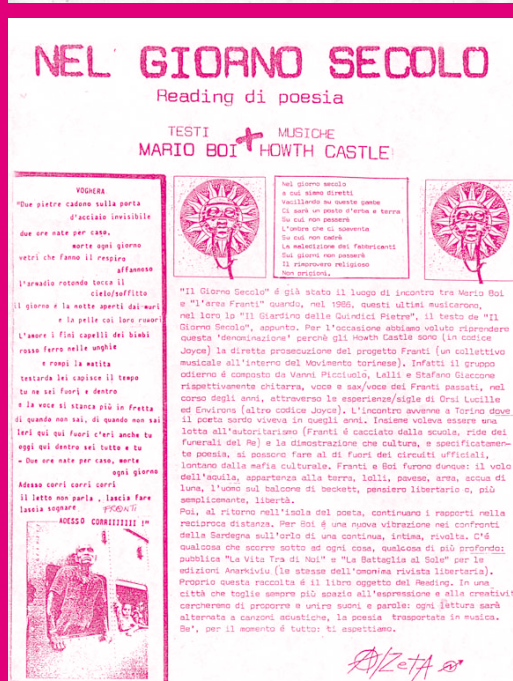 NEL GIORNO SECOLO
Reading di poesia
TESTI + MUSICHE
MARIO BOI HOWTH CASTLE
VOGHERA
"Due pietre cadono sulla porta
d'acciaio invisibile
due ore nate per caso,
morte ogni giorno
vetri che fanno il respiro
affannoso
l'armadio rotondo tocca il
cielo/soffitto
il giorno è la notte aperti dai muri
e la pelle coi loro rumori
L'amore i fini capelli dei bimbi
rosso ferro nelle unghie
e rompi la matita
testarda lei capisce il tempo
tu ne sei fuori e dentro
e la voce si stanca più in fretta
di quando non sai, di quando non sai
Ieri qui qui fuori c'eri anche tu
oggi qui dentro sei tutto e tu
- Due ore nate per caso, morte
ogni giorno
Adesso corri corri corri
il letto non parla , lascia fare
lascia sognare FRANTI
ADESSO CORRIIIIIII !"
Nel giorno secolo
a cui siamo diretti
Vacillando su queste gambe
Ci sarà un posto d'erba e terra
Su cui non passerà
L'ombra che ci spaventa
Su cui non cadrà
La maledizione dei fabbricanti
Sui giorni non passerà
Il rimprovero religioso
Non prigioni.
"Il Giorno Secolo" é già stato il luogo di incontro tra Mario Boi
e "l'area Franti" quando, nel 1986, questi ultimi musicarono,
nel loro lp "Il Giardino delle Quindici Pietre", il testo de "Il
Giorno Secolo", appunto. Per l'occasione abbiamo voluto riprendere
questa 'denominazione' perchè gli Howth Castle sono (in codice
Joyce) la diretta prosecuzione del progetto Franti (un collettivo
musicale all'interno del Movimento torinese). Infatti il gruppo
odierno é composto da Vanni Picciuolo, Lalli e Stefano Giaccone
rispettivamente chitarra, voce e sax/voce dei Franti passati, nel
corso degli anni, attraverso le esperienze/sigle di Orsi Lucille
ed Environs (altro codice Joyce). L'incontro avvenne a Torino dove
il poeta sardo viveva in quegli anni. Insieme voleva essere una
lotta all'autoritarismo (Franti é cacciato dalla scuola, ride dei
funerali del Re) e la dimostrazione che cultura, e specificatamen-
te poesia, si possono fare al di fuori dei circuiti ufficiali,
lontano dalla mafia culturale. Franti e Boi furono dunque: il volo
dell'aquila, appartenza alla terra, lolli, pavese, area, acqua di
luna, l'uomo sul balcone di beckett, pensiero libertario o, più
semplicemente, libertà.
Poi, al ritorno nell'isola del poeta, continuano i rapporti nella
reciproca distanza. Per Boi é una nuova vibrazione nei confronti
della Sardegna sull'orlo di una continua, intima, rivolta. C'é
qualcosa che scorre sotto ad ogni cosa, qualcosa di più profondo:
pubblica "La Vita Tra di Noi" e "La Battaglia al Sole" per le
edizioni Anarkiviu (le stesse dell'omonima rivista libertaria).
Proprio questa raccolta é il libro oggetto del Reading. In una
città che toglie sempre più spazio all'espressione e alla creativit
cercheremo di proporre e unire suoni e parole: ogni lettura sarà
alternata a canzoni acustiche, la poesia trasportata in musica.
Be', per il momento é tutto: ti aspettiamo.
A/ZetA